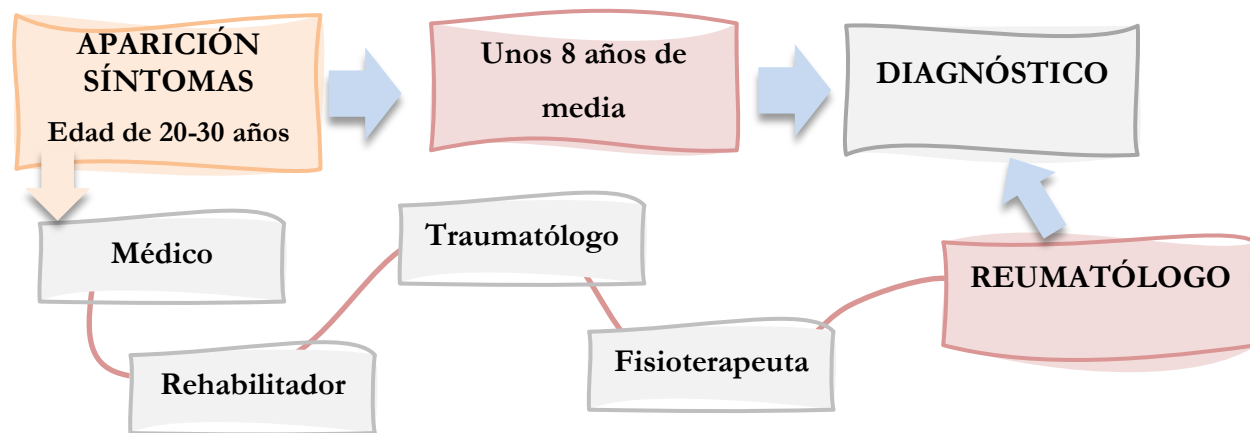 APARICIÓN
SÍNTOMAS
Edad de 20-30 años
Unos 8 años de
media
DIAGNÓSTICO
Médico
Rehabilitador
Traumatólogo
Fisioterapeuta
REUMATÓLOGO